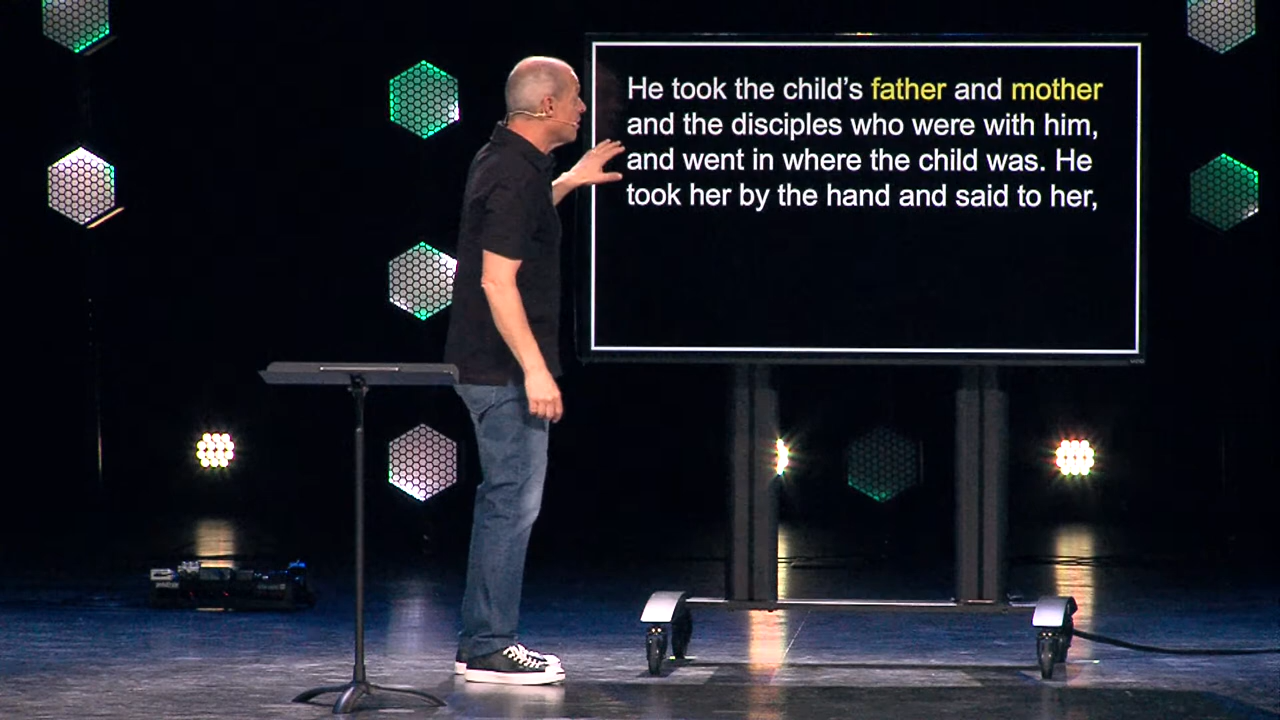 He took the child’s father and mother
and the disciples who were with him,
and went in where the child was. He
took her by the hand and said to her,